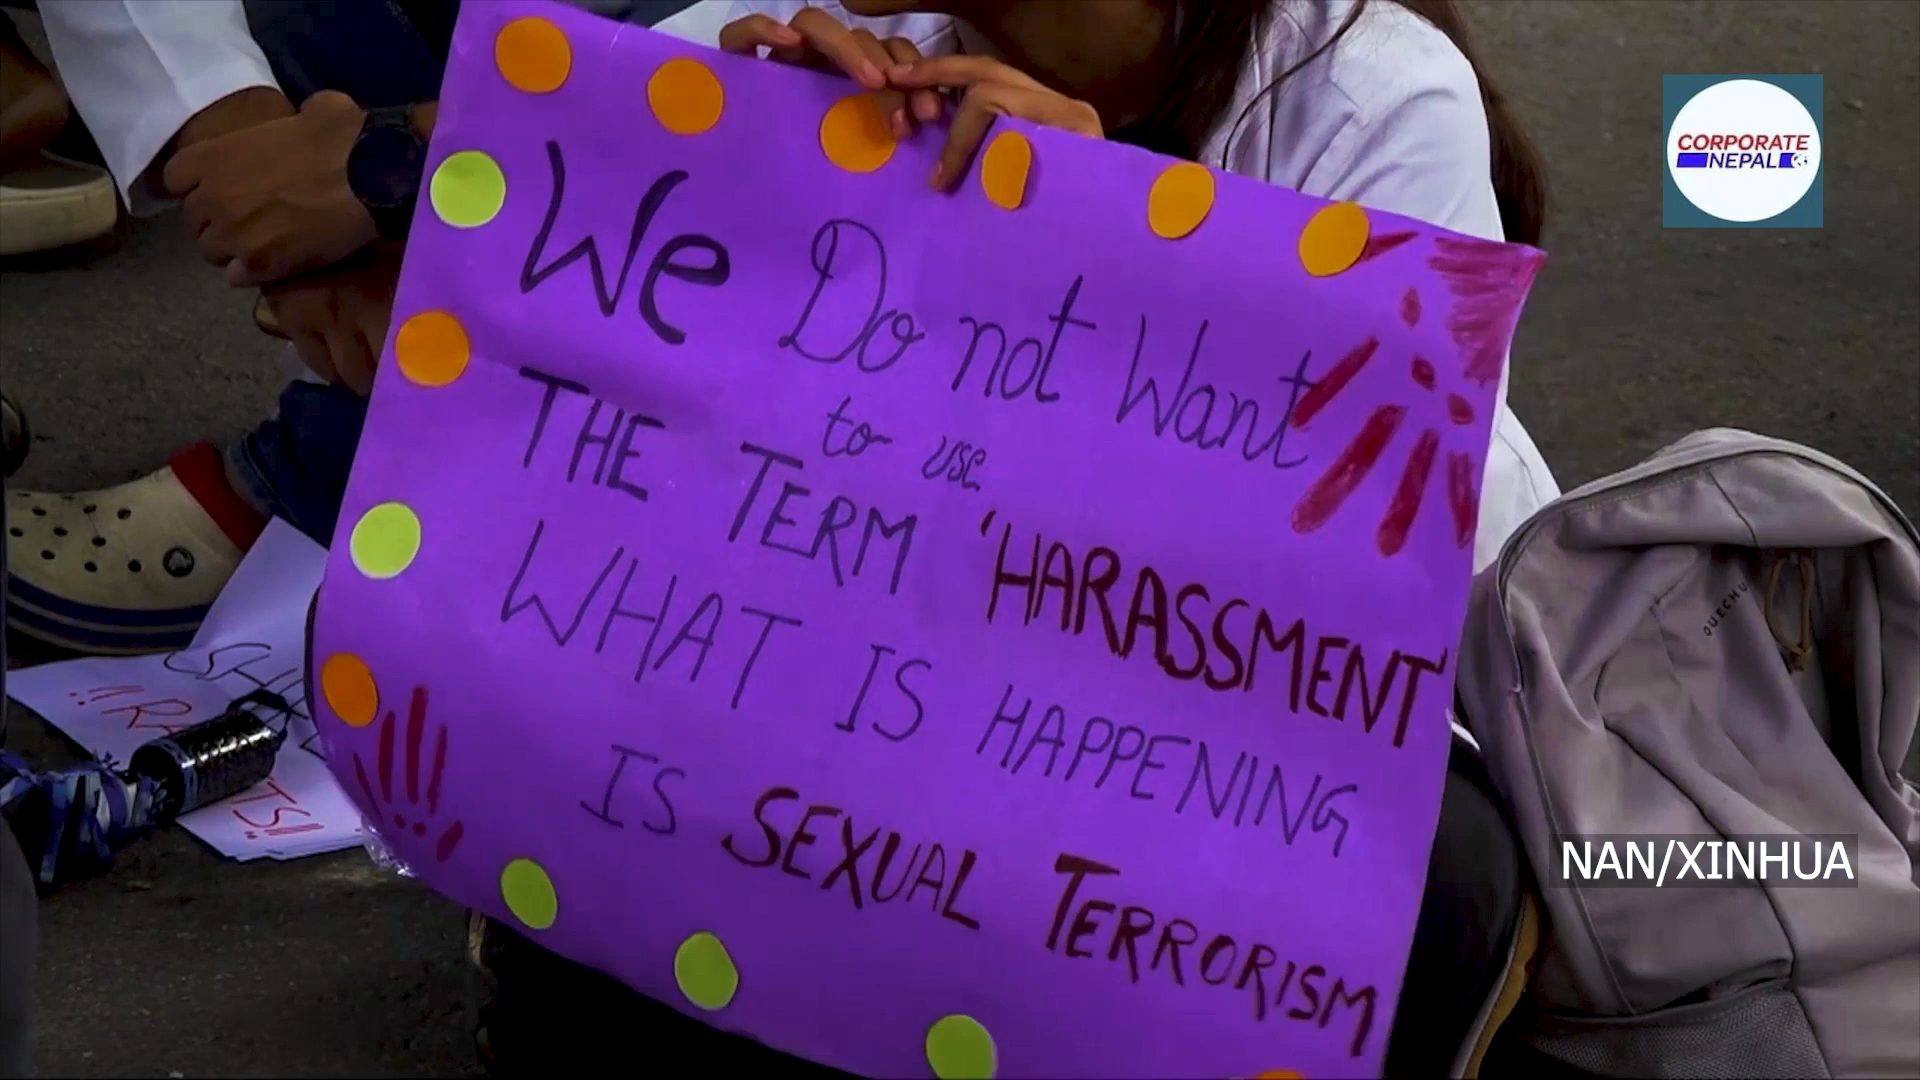 CORPORATE
NEPAL
We Do not Want
to use
THE TERM 'HARASSMENT'
WHAT IS HAPPENING
IS SEXUAL TERRORISM
QUECHU
NAN/XINHUA